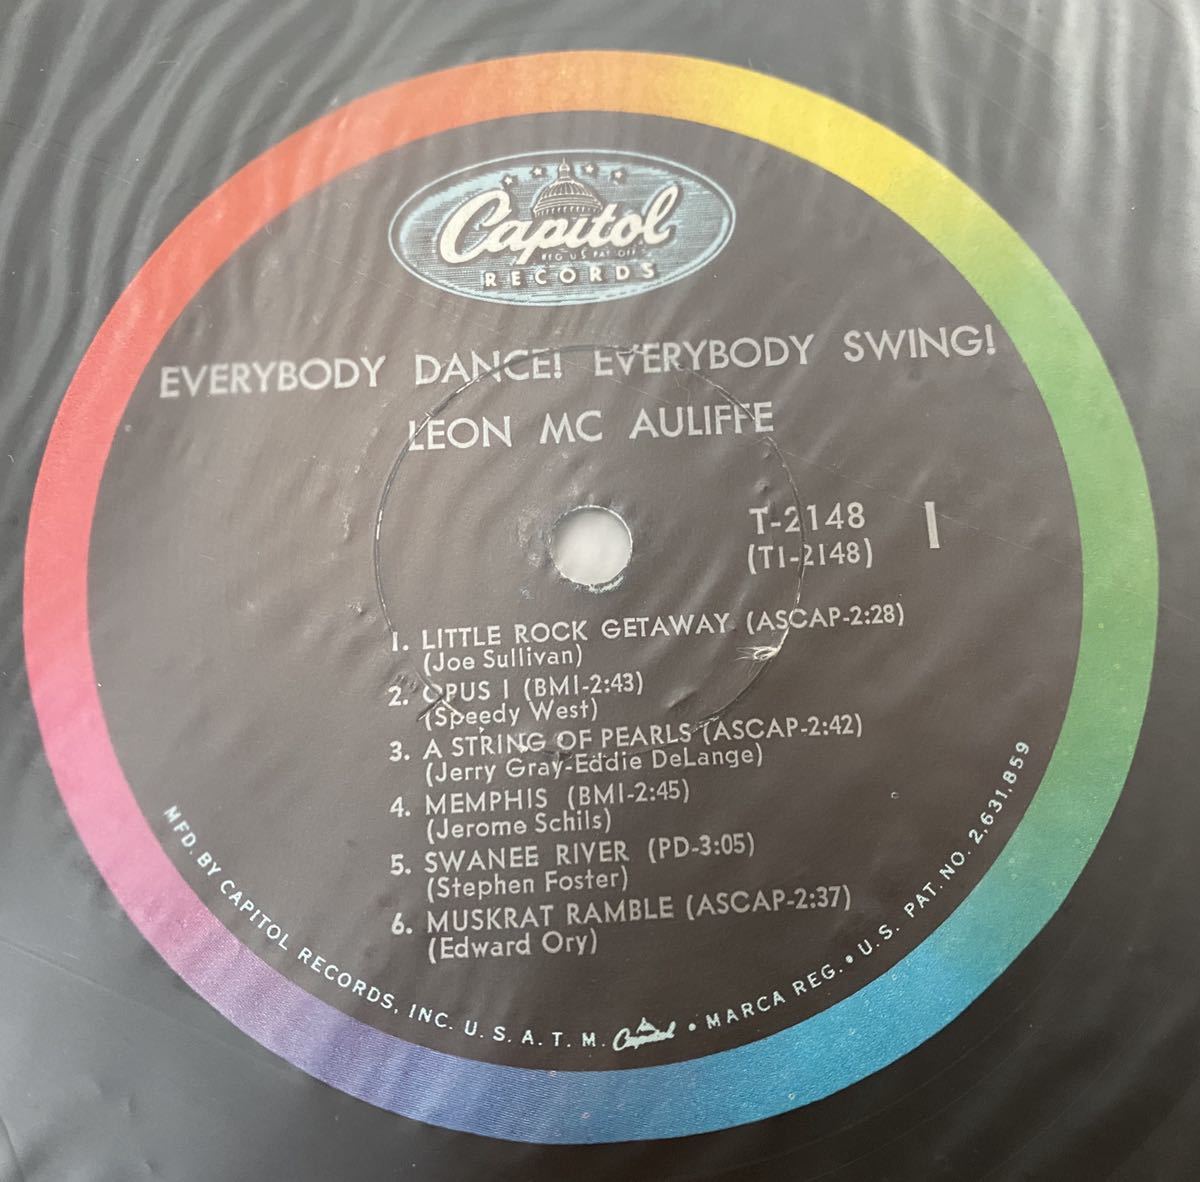 Capitol
REG. U.S. PAT. OFF.
RECORDS
EVERYBODY DANCE! EVERYBODY SWING!
LEON MC AULIFFE
T-2148 1
(T1-2148)
1. LITTLE ROCK GETAWAY (ASCAP-2:28)
(Joe Sullivan)
2. OPUS 1 (BMI-2:43)
(Speedy West)
3. A STRING OF PEARLS (ASCAP-2:42)
(Jerry Gray-Eddie DeLange)
4. MEMPHIS (BMI-2:45)
(Jerome Schils)
5. SWANEE RIVER (PD-3:05)
(Stephen Foster)
6. MUSKRAT RAMBLE (ASCAP-2:37)
(Edward Ory)
MFD. BY CAPITOL RECORDS, INC. U.S.A. T.M. Capitol • MARCA REG. • U.S. PAT. NO. 2,631,859